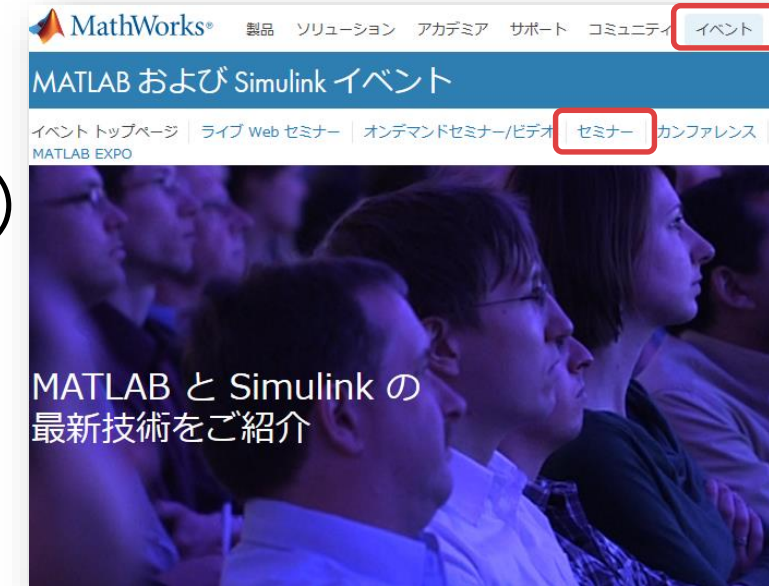 MathWorks® 製品 ソリューション アカデミア サポート コミュニティ イベント
MATLAB および Simulink イベント
イベント トップページ ライブ Web セミナー オンデマンドセミナー/ビデオ セミナー カンファレンス
MATLAB EXPO
MATLAB と Simulink の
最新技術をご紹介